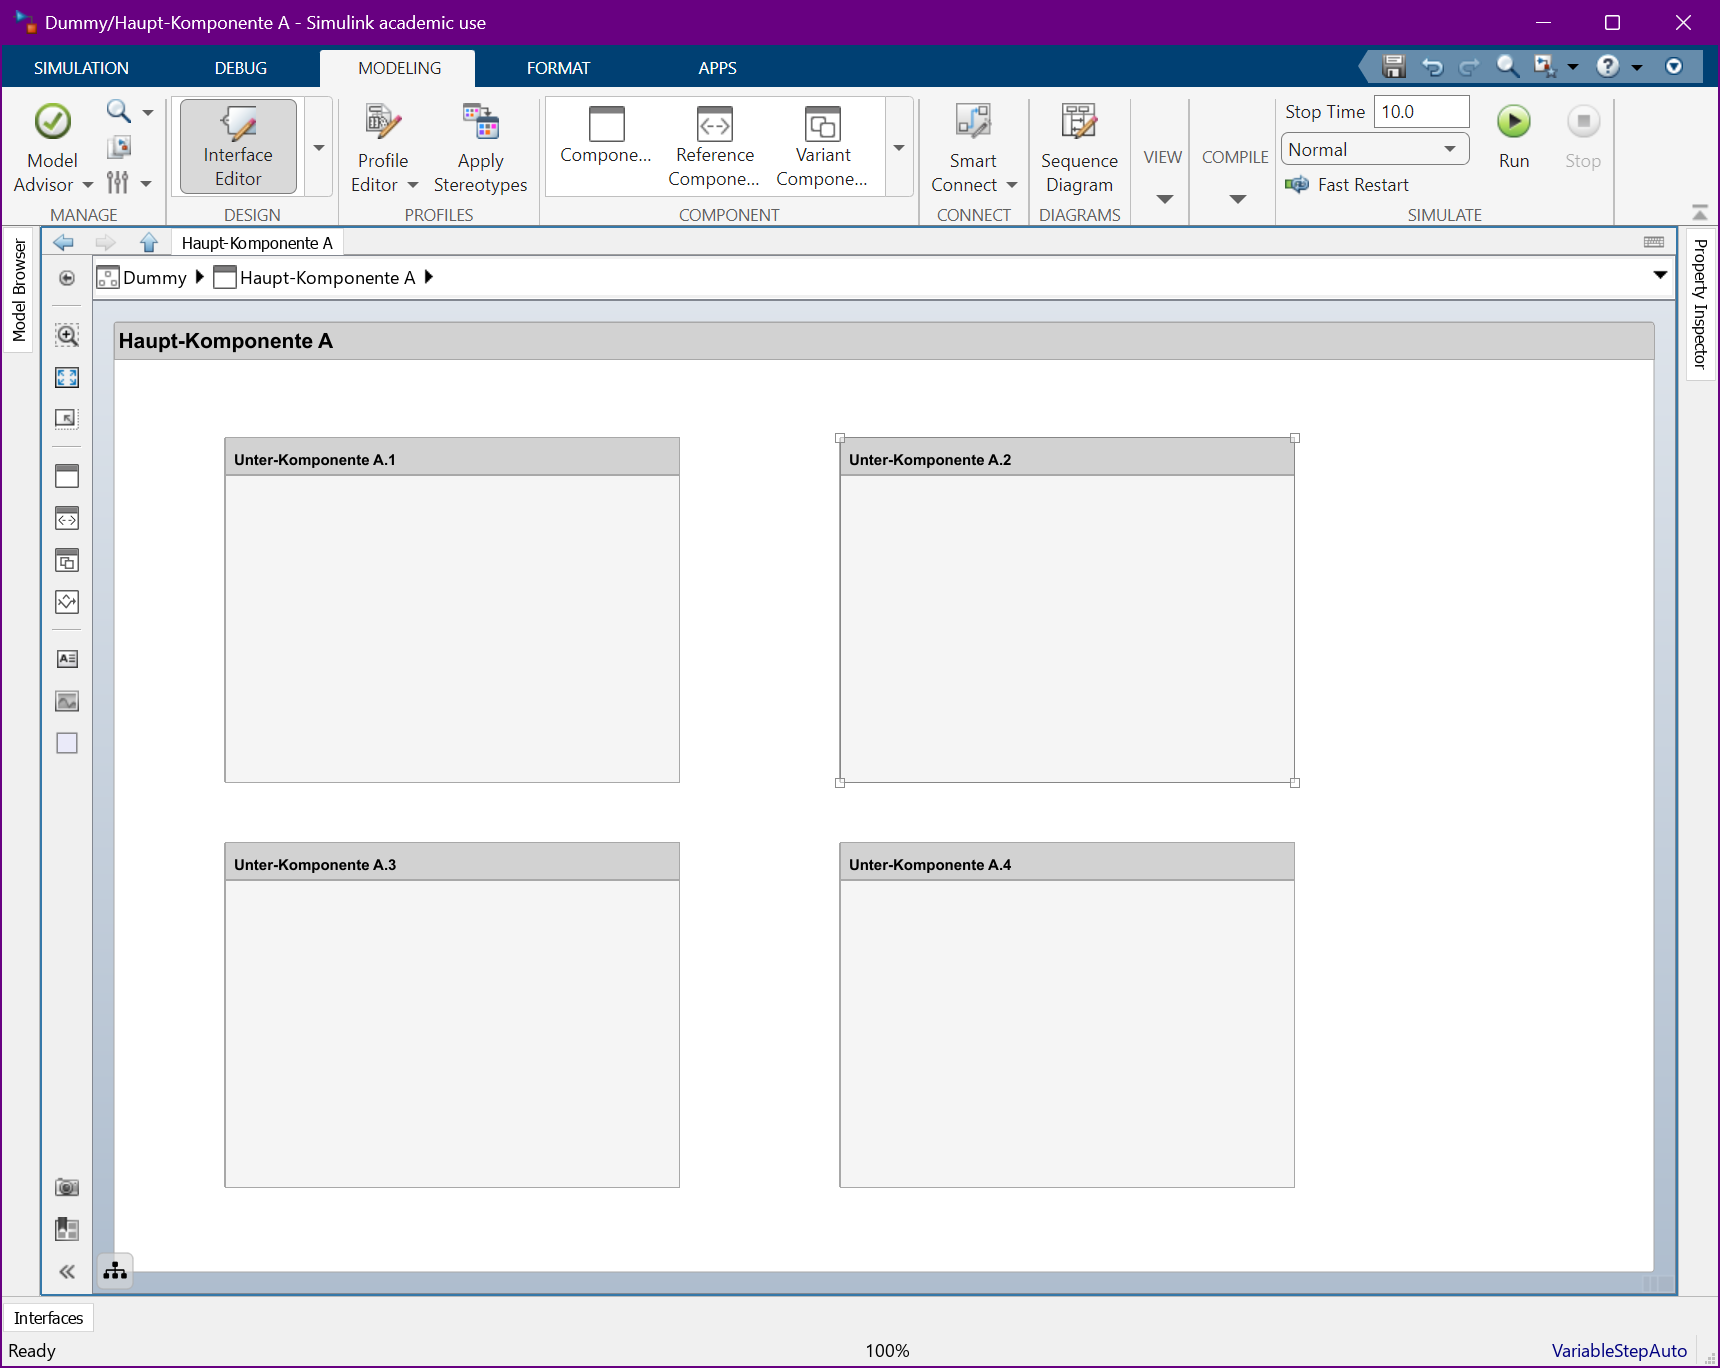 Dummy/Haupt-Komponente A - Simulink academic use
SIMULATION DEBUG MODELING FORMAT APPS
Model Advisor
Interface Editor
Profile Editor
Apply Stereotypes
Compone...
Reference Compone...
Variant Compone...
Smart Connect
Sequence Diagram
VIEW
COMPILE
Stop Time 10.0
Normal
Fast Restart
Run
Stop
MANAGE DESIGN PROFILES COMPONENT CONNECT DIAGRAMS SIMULATE
Model Browser
Haupt-Komponente A
Property Inspector
Dummy Haupt-Komponente A
Haupt-Komponente A
Unter-Komponente A.1
Unter-Komponente A.2
Unter-Komponente A.3
Unter-Komponente A.4
Interfaces
Ready 100% VariableStepAuto